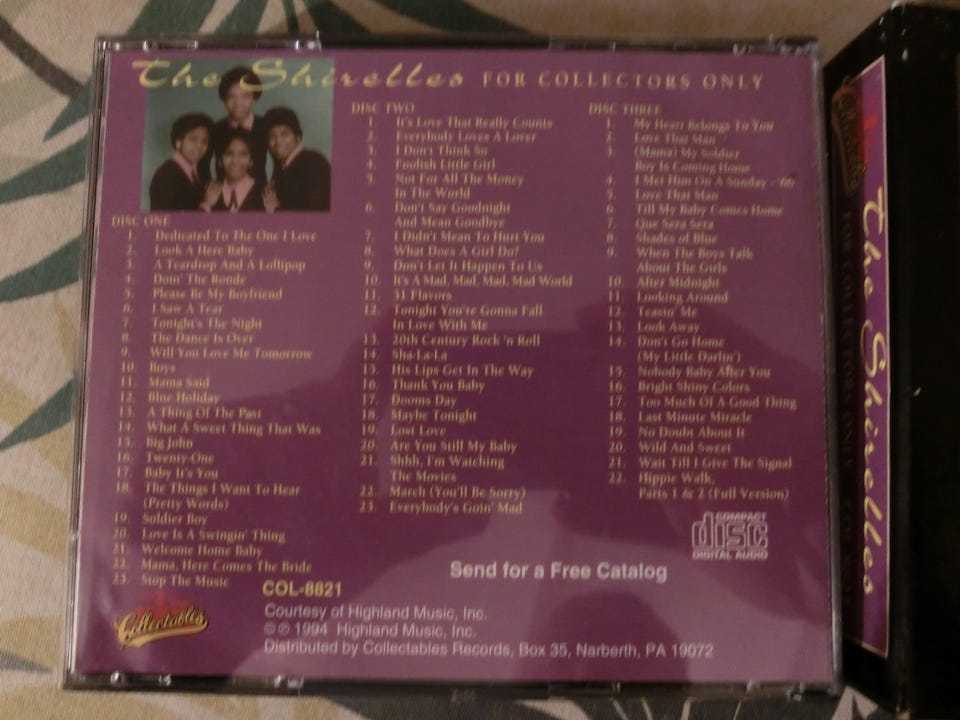 The Shirelles FOR COLLECTORS ONLY
DISC ONE
1. Dedicated To The One I Love
2. Look A Here Baby
3. A Teardrop And A Lollipop
4. Doin' The Ronde
5. Please Be My Boyfriend
6. I Saw A Tear
7. Tonight's The Night
8. The Dance Is Over
9. Will You Love Me Tomorrow
10. Boys
11. Mama Said
12. Blue Holiday
13. A Thing Of The Past
14. What A Sweet Thing That Was
15. Big John
16. Twenty-One
17. Baby It's You
18. The Things I Want To Hear
(Pretty Words)
19. Soldier Boy
20. Love Is A Swingin' Thing
21. Welcome Home Baby
22. Mama, Here Comes The Bride
23. Stop The Music
DISC TWO
1. It's Love That Really Counts
2. Everybody Loves A Lover
3. I Don't Think So
4. Foolish Little Girl
5. Not For All The Money
In The World
6. Don't Say Goodnight
And Mean Goodbye
7. I Didn't Mean To Hurt You
8. What Does A Girl Do?
9. Don't Let It Happen To Us
10. It's A Mad, Mad, Mad, Mad World
11. 31 Flavors
12. Tonight You're Gonna Fall
In Love With Me
13. 20th Century Rock 'n Roll
14. Sha-La-La
15. His Lips Get In The Way
16. Thank You Baby
17. Dooms Day
18. Maybe Tonight
19. Lost Love
20. Are You Still My Baby
21. Shhh, I'm Watching
The Movies
22. March (You'll Be Sorry)
23. Everybody's Goin' Mad
DISC THREE
1. My Heart Belongs To You
2. Love That Man
3. (Mama) My Soldier
Boy Is Coming Home
4. I Met Him On A Sunday - '66
5. Love That Man
6. Till My Baby Comes Home
7. Que Sera Sera
8. Shades of Blue
9. When The Boys Talk
About The Girls
10. After Midnight
11. Looking Around
12. Teasin' Me
13. Look Away
14. Don't Go Home
(My Little Darlin')
15. Nobody Baby After You
16. Bright Shiny Colors
17. Too Much Of A Good Thing
18. Last Minute Miracle
19. No Doubt About It
20. Wild And Sweet
21. Wait Till I Give The Signal
22. Hippie Walk,
Parts 1 & 2 (Full Version)
COMPACT
disc
DIGITAL AUDIO
Send for a Free Catalog
COL-8821
Collectables
Courtesy of Highland Music, Inc.
© ℗ 1994 Highland Music, Inc.
Distributed by Collectables Records, Box 35, Narberth, PA 19072
The Shirelles
FOR COLLECTORS ONLY